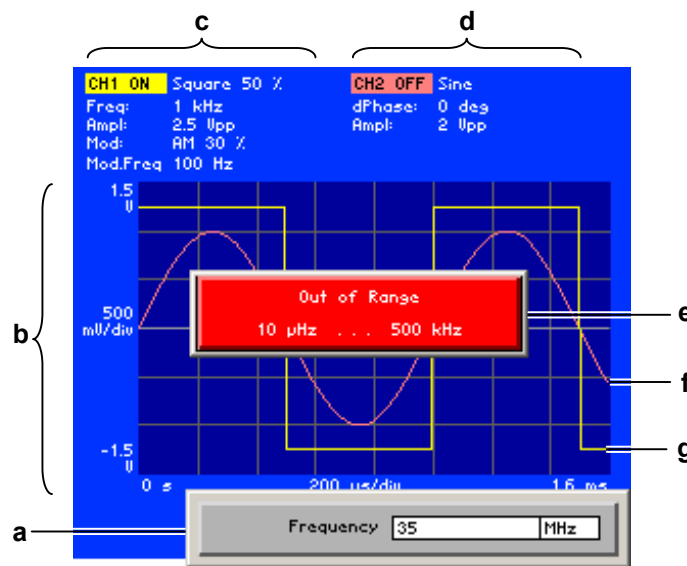 c d
CH1 ON Square 50 % CH2 OFF Sine
Freq: 1 kHz dPhase: 0 deg
Ampl: 2.5 Vpp Ampl: 2 Vpp
Mod: AM 30 %
Mod.Freq 100 Hz
1.5
V
Out of Range
10 µHz ... 500 kHz
e
500
mV/div
b
f
g
-1.5
V
0 s 200 us/div 1.6 ms
a
Frequency 35 MHz